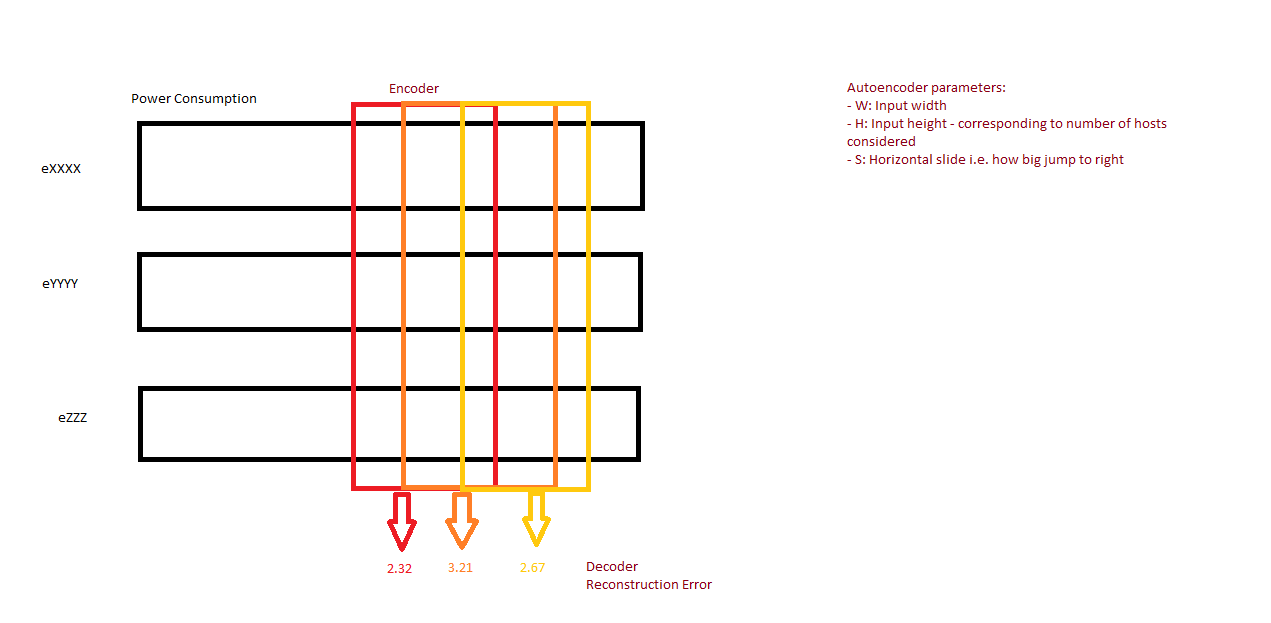 Encoder
Power Consumption
eXXXX
eYYYY
eZZZ
2.32
3.21
2.67
Decoder
Reconstruction Error
Autoencoder parameters:
- W: Input width
- H: Input height - corresponding to number of hosts
considered
- S: Horizontal slide i.e. how big jump to right